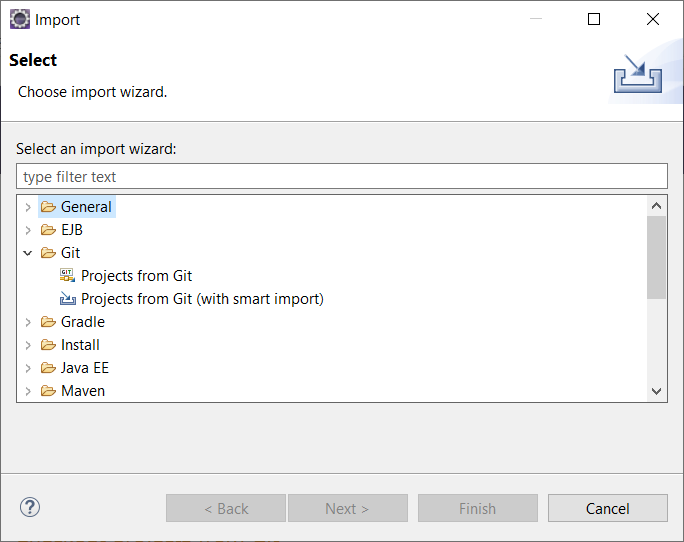 Import
Select
Choose import wizard.
Select an import wizard:
type filter text
General
EJB
Git
GIT Projects from Git
Projects from Git (with smart import)
Gradle
Install
Java EE
Maven
? < Back Next > Finish Cancel